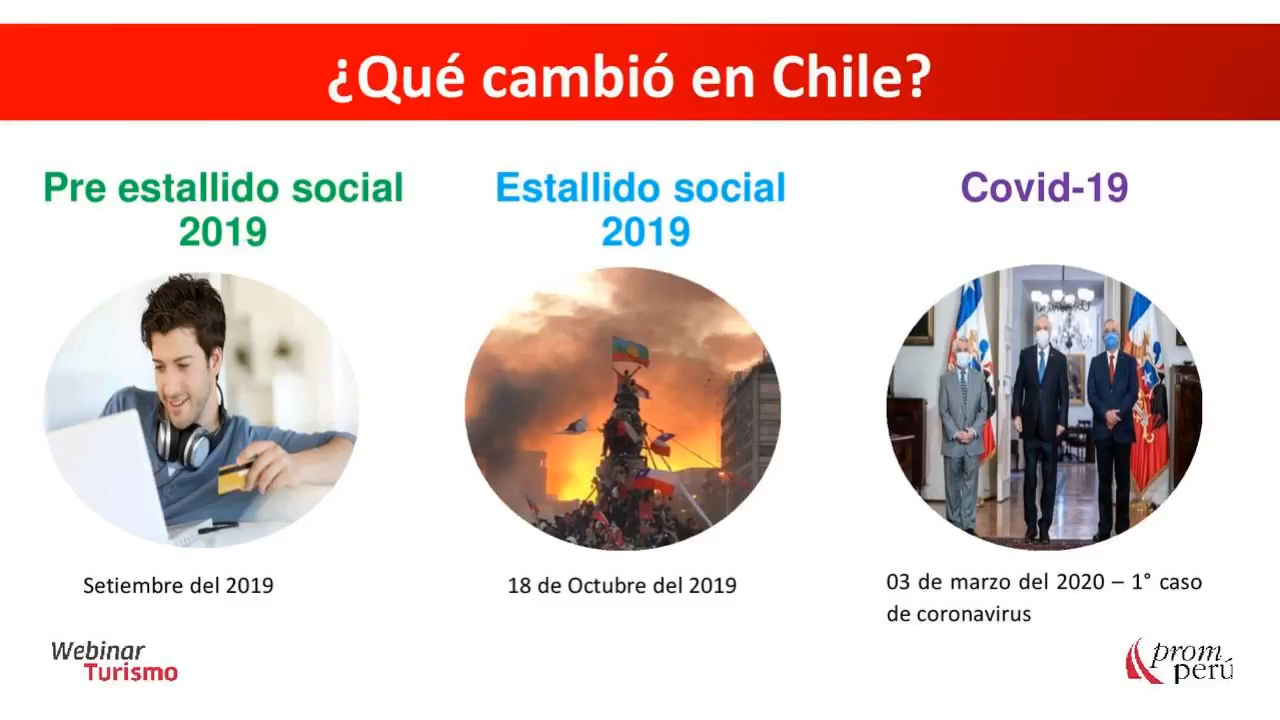 ¿Qué cambió en Chile?
Pre estallido social
2019
Estallido social
2019
Covid-19
Setiembre del 2019
18 de Octubre del 2019
03 de marzo del 2020 – 1° caso
de coronavirus
Webinar
Turismo
prom
perú